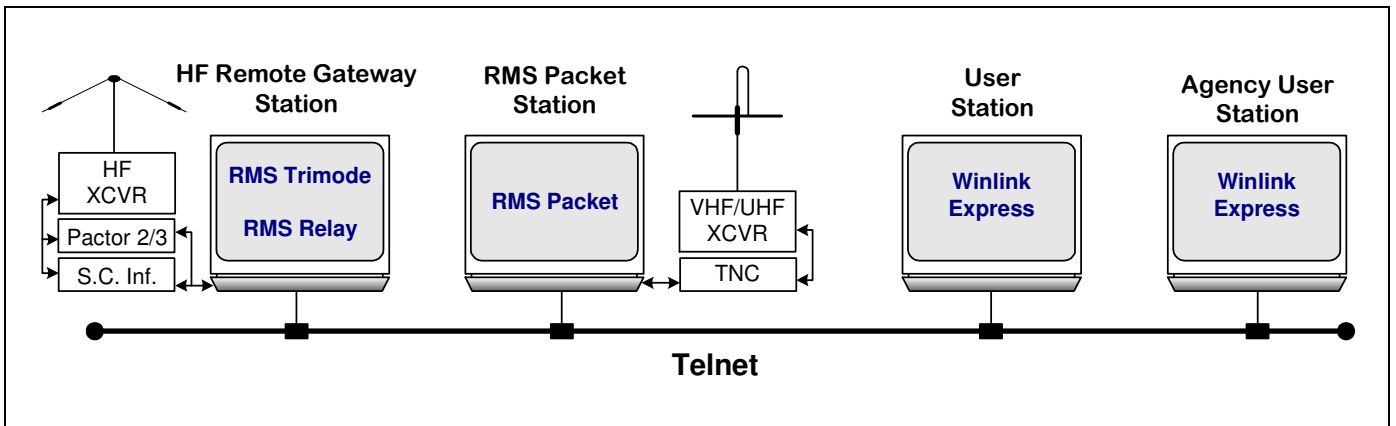 HF Remote Gateway
Station
RMS Packet
Station
User
Station
Agency User
Station
HF
XCVR
Pactor 2/3
S.C. Inf.
RMS Trimode
RMS Relay
RMS Packet
VHF/UHF
XCVR
TNC
Winlink
Express
Winlink
Express
Telnet